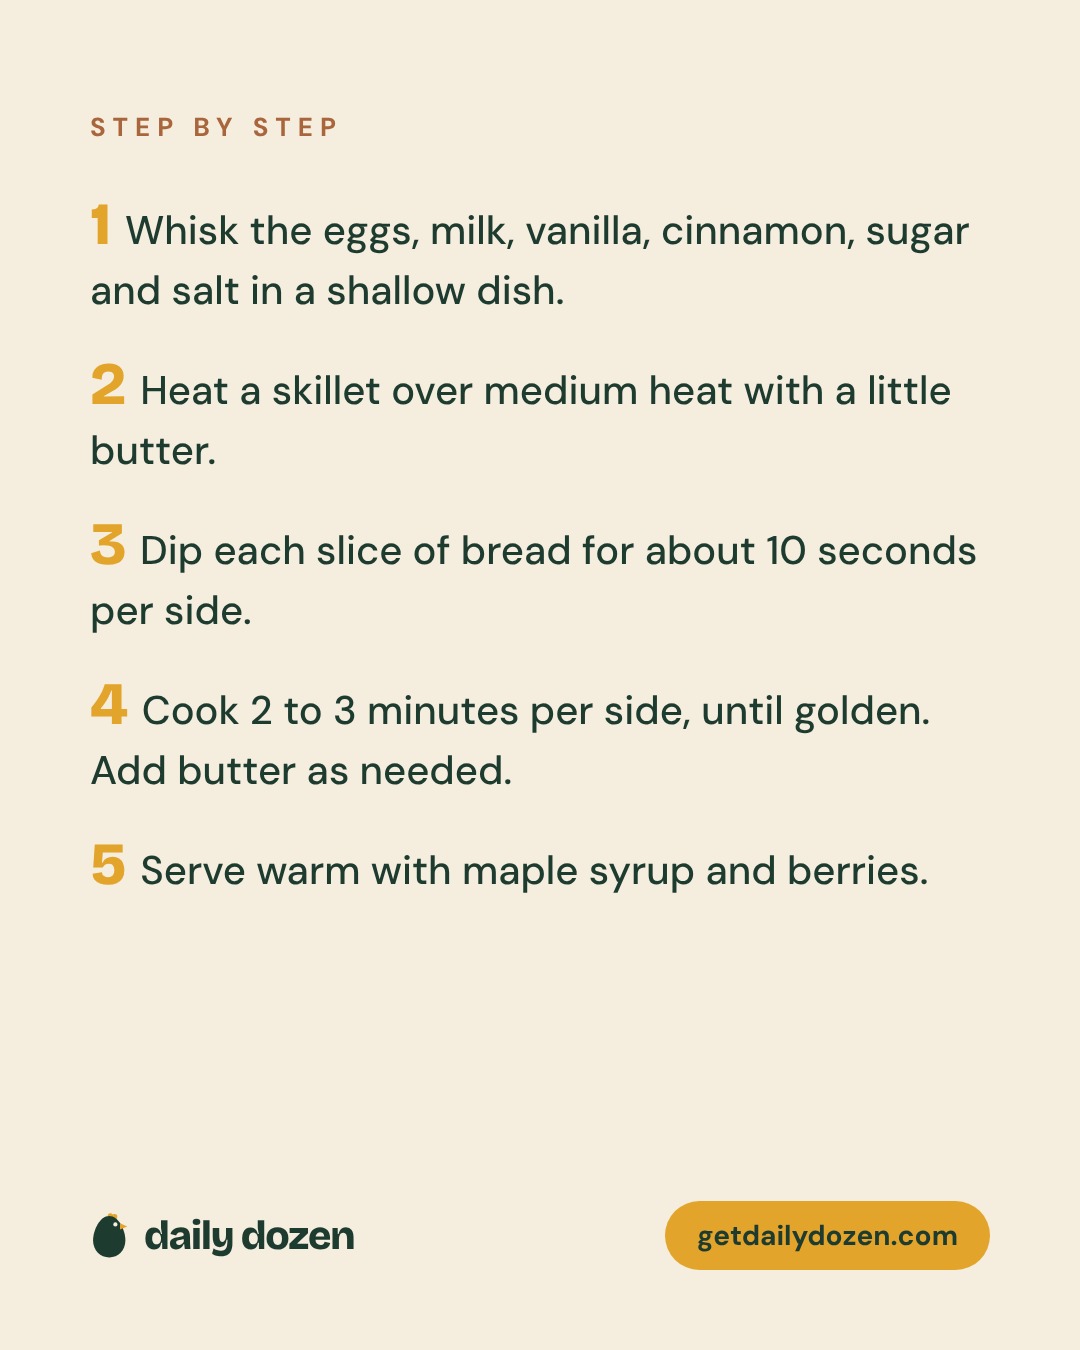 STEP BY STEP
1 Whisk the eggs, milk, vanilla, cinnamon, sugar
and salt in a shallow dish.
2 Heat a skillet over medium heat with a little
butter.
3 Dip each slice of bread for about 10 seconds
per side.
4 Cook 2 to 3 minutes per side, until golden.
Add butter as needed.
5 Serve warm with maple syrup and berries.
daily dozen
getdailydozen.com